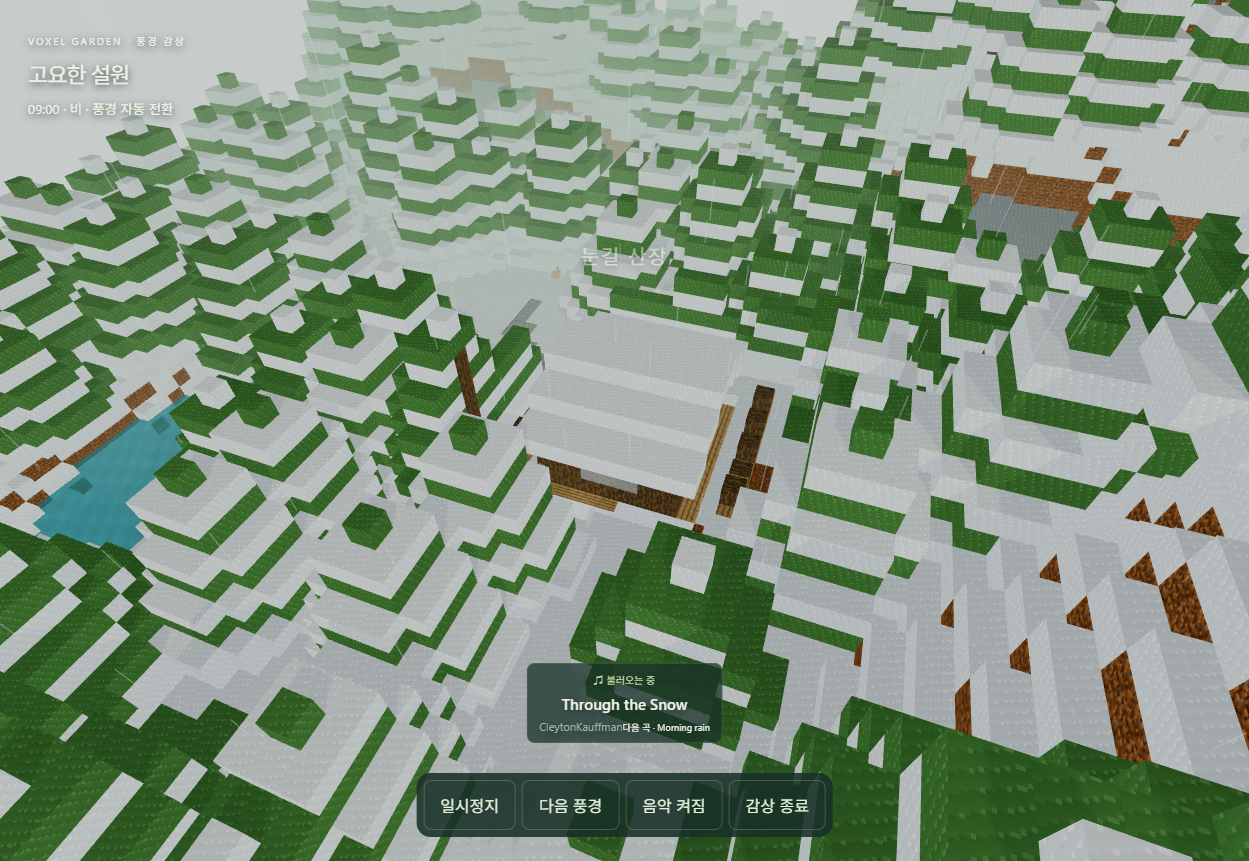 VOXEL GARDEN · 풍경 감상
고요한 설원
09:00 · 비 · 풍경 자동 전환
눈길 산장
♫ 불러오는 중
Through the Snow
CleytonKauffman다음 곡 · Morning rain
일시정지 다음 풍경 음악 켜짐 감상 종료